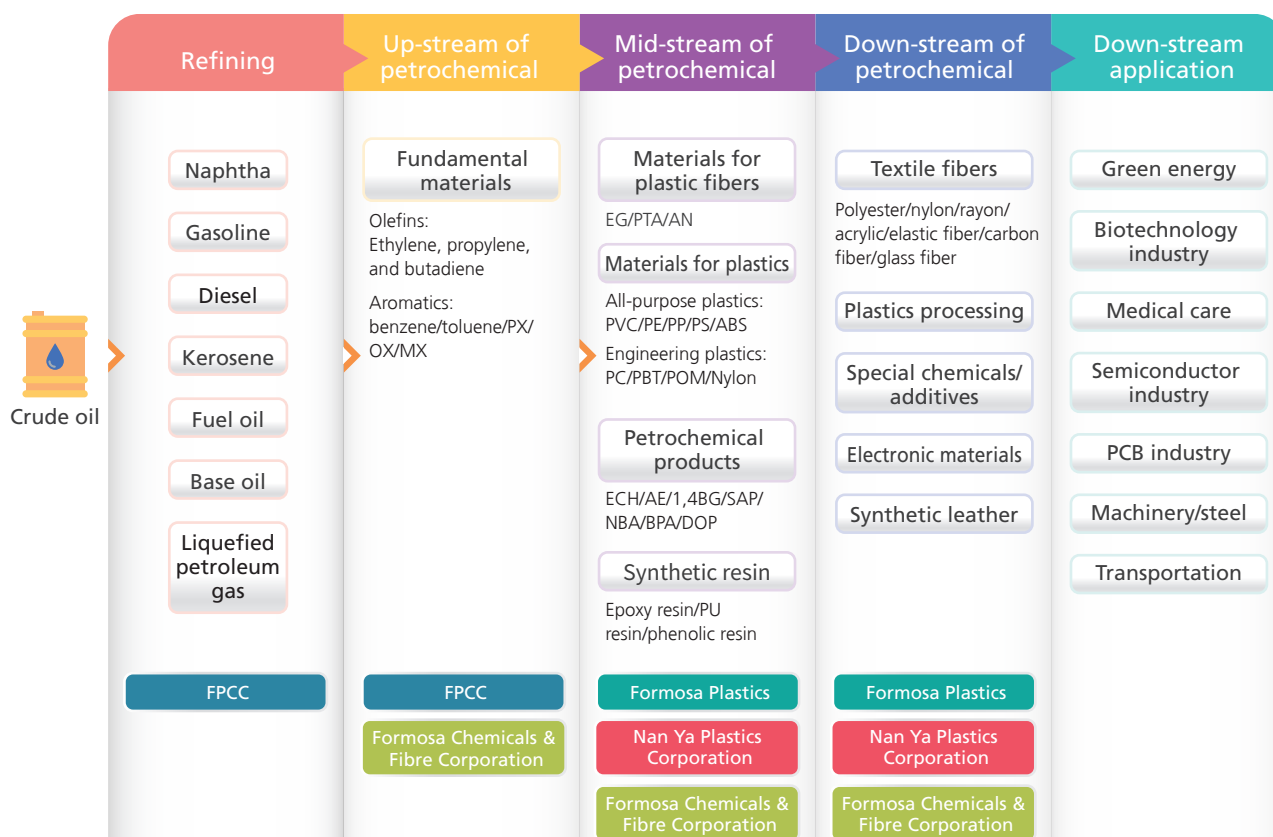 Crude oil
Refining
Naphtha
Gasoline
Diesel
Kerosene
Fuel oil
Base oil
Liquefied
petroleum
gas
FPCC
Up-stream of
petrochemical
Fundamental
materials
Olefins:
Ethylene, propylene,
and butadiene
Aromatics:
benzene/toluene/PX/
OX/MX
FPCC
Formosa Chemicals &
Fibre Corporation
Mid-stream of
petrochemical
Materials for
plastic fibers
EG/PTA/AN
Materials for plastics
All-purpose plastics:
PVC/PE/PP/PS/ABS
Engineering plastics:
PC/PBT/POM/Nylon
Petrochemical
products
ECH/AE/1,4BG/SAP/
NBA/BPA/DOP
Synthetic resin
Epoxy resin/PU
resin/phenolic resin
Formosa Plastics
Nan Ya Plastics
Corporation
Formosa Chemicals &
Fibre Corporation
Down-stream of
petrochemical
Textile fibers
Polyester/nylon/rayon/
acrylic/elastic fiber/carbon
fiber/glass fiber
Plastics processing
Special chemicals/
additives
Electronic materials
Synthetic leather
Formosa Plastics
Nan Ya Plastics
Corporation
Formosa Chemicals &
Fibre Corporation
Down-stream
application
Green energy
Biotechnology
industry
Medical care
Semiconductor
industry
PCB industry
Machinery/steel
Transportation